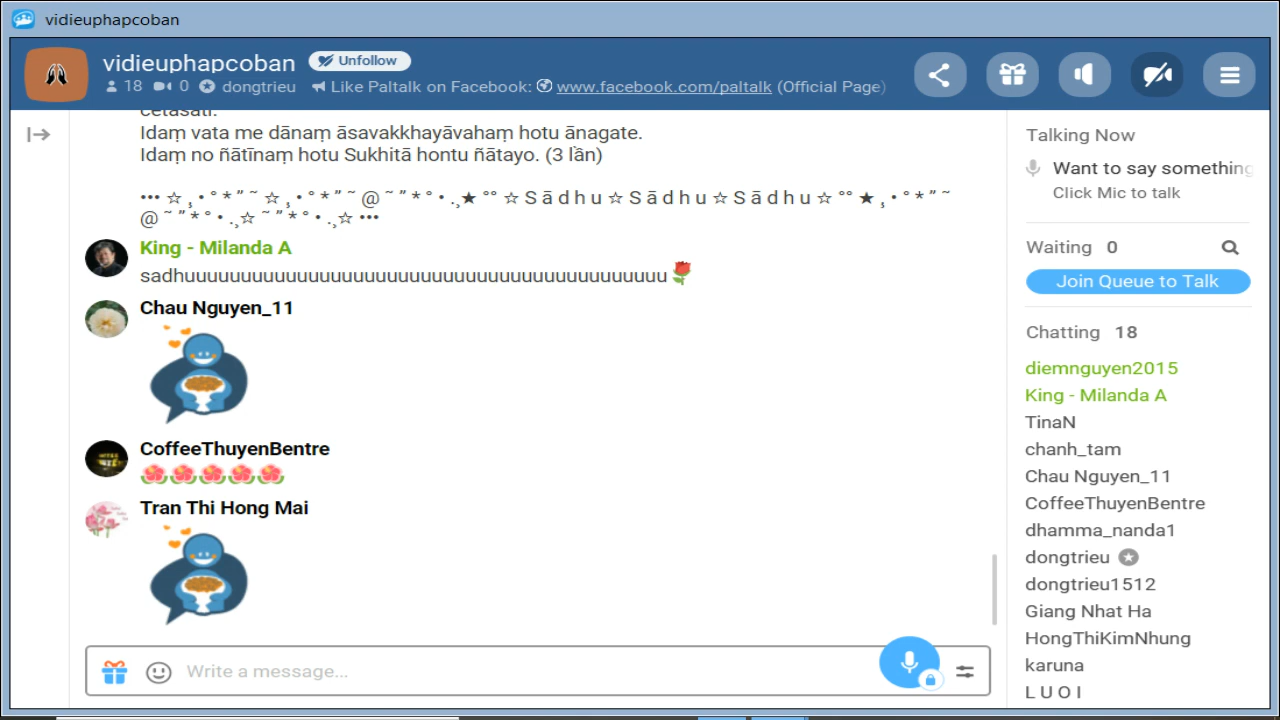 vidieuphapcoban
vidieuphapcoban Unfollow
18 0 dongtrieu Like Paltalk on Facebook: www.facebook.com/paltalk (Official Page)
cetasāti.
Idaṃ vata me dānaṃ āsavakkhayāvahaṃ hotu ānagate.
Idaṃ no ñātīnaṃ hotu Sukhitā hontu ñātayo. (3 lần)
••• ☆ ¸ • ° * ” ˜ ☆ ¸ • ° * ” ˜ @ ˜ ” * ° • .¸★ °° ☆ S ā d h u ☆ S ā d h u ☆ S ā d h u ☆ °° ★ ¸ • ° * ” ˜
@ ˜ ” * ° • .¸☆ ˜ ” * ° • .¸☆ •••
King - Milanda A
sadhuuuuuuuuuuuuuuuuuuuuuuuuuuuuuuuuuuuuuuuuuuu🌹
Chau Nguyen_11
CoffeeThuyenBentre
🌺🌺🌺🌺🌺
Tran Thi Hong Mai
Write a message...
Talking Now
Want to say something
Click Mic to talk
Waiting 0
Join Queue to Talk
Chatting 18
diemnguyen2015
King - Milanda A
TinaN
chanh_tam
Chau Nguyen_11
CoffeeThuyenBentre
dhamma_nanda1
dongtrieu
dongtrieu1512
Giang Nhat Ha
HongThiKimNhung
karuna
L U O I